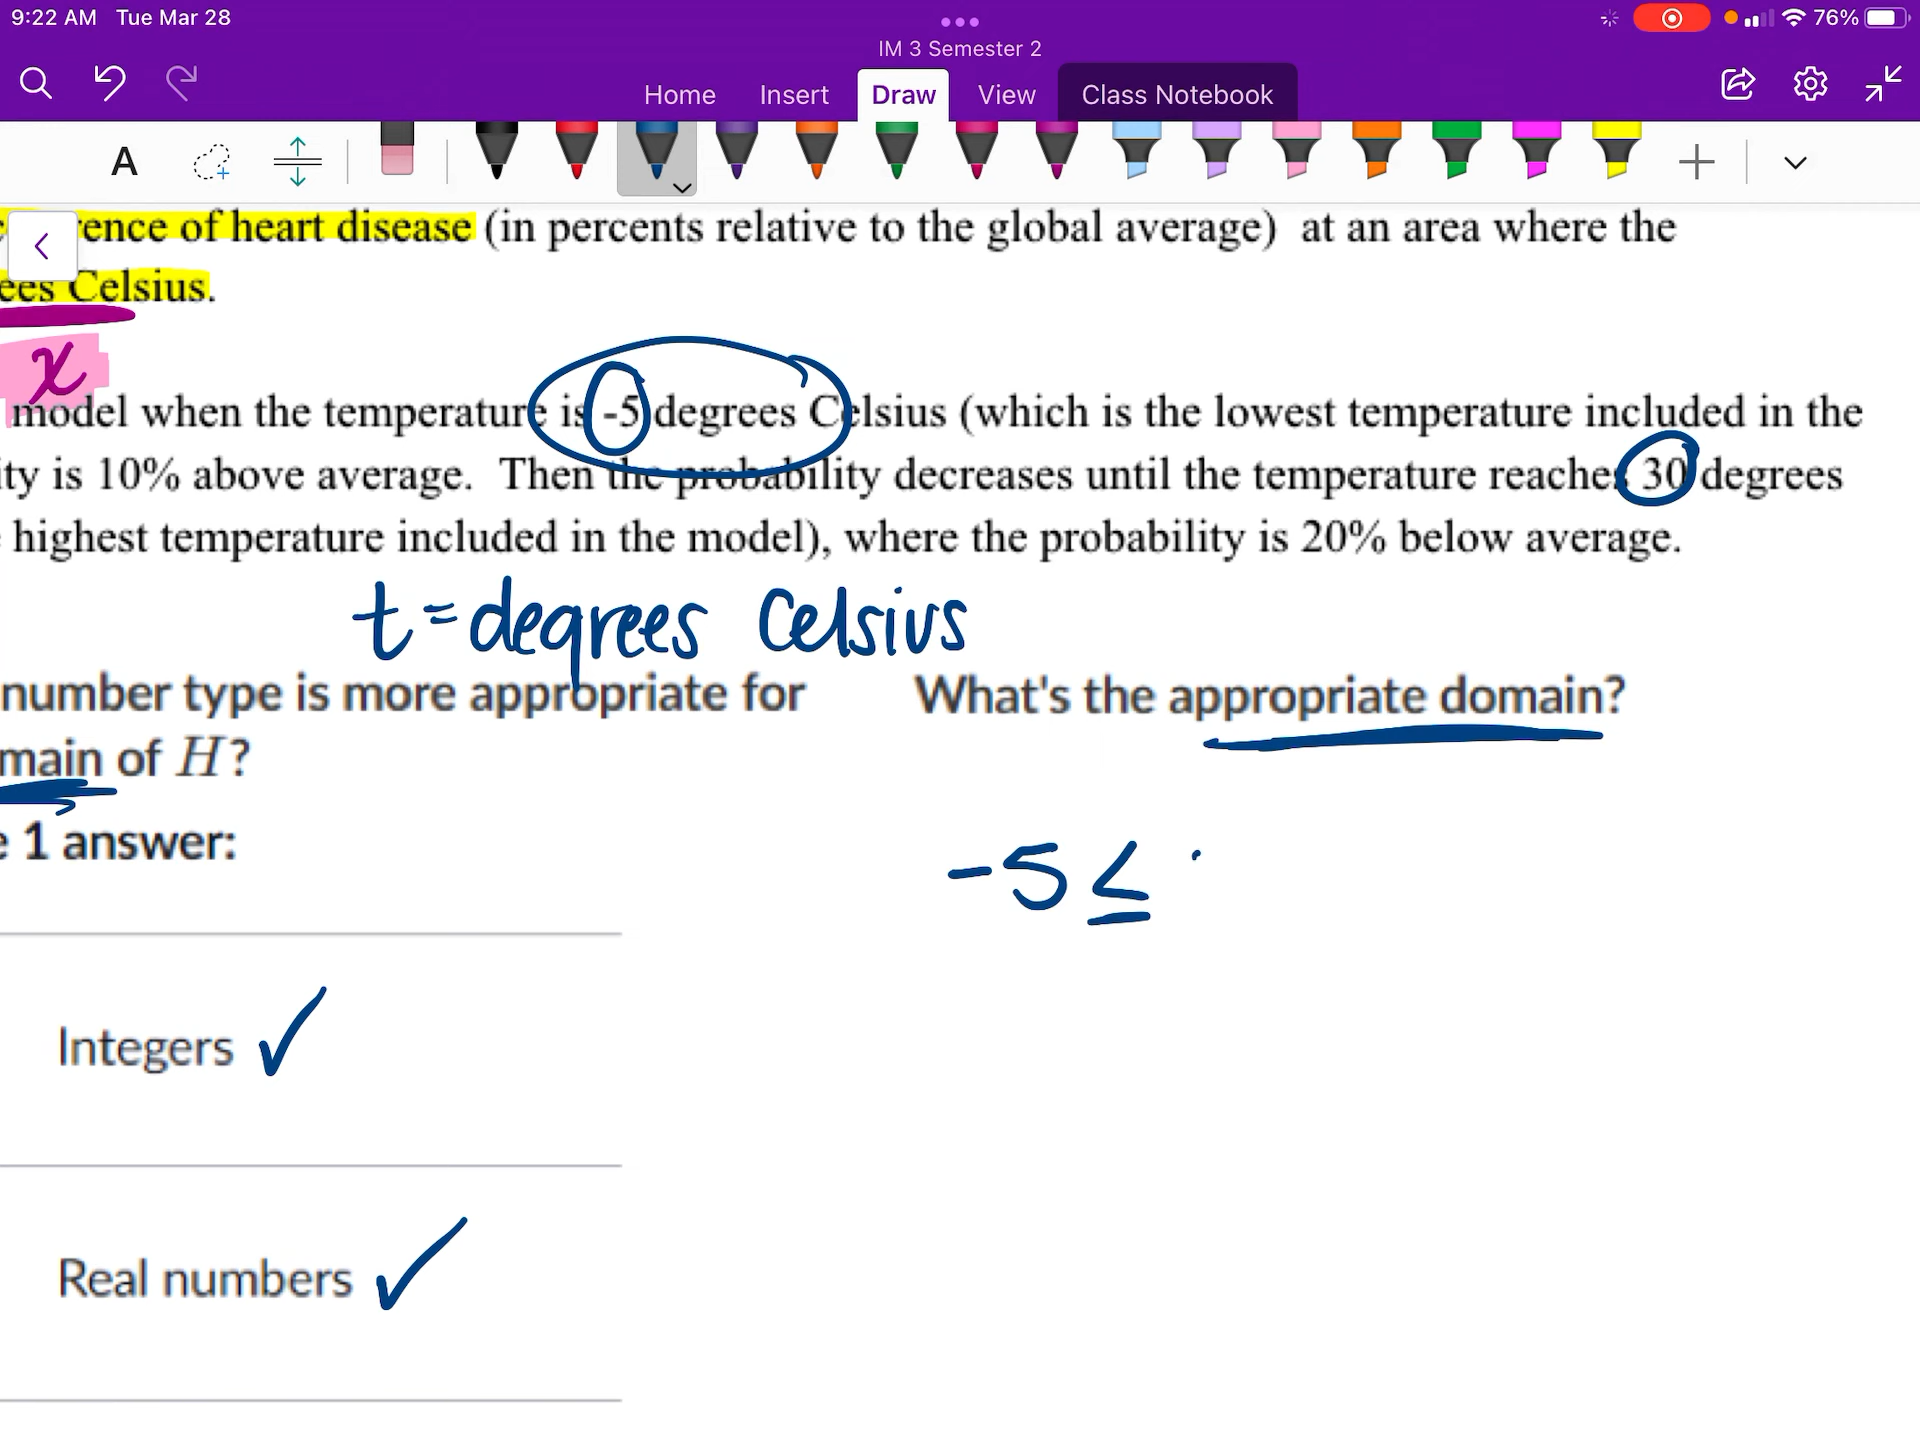 9:22 AM Tue Mar 28
76%
IM 3 Semester 2
Home Insert Draw View Class Notebook
A
ence of heart disease (in percents relative to the global average) at an area where the
ees Celsius.
x
model when the temperature is -5 degrees Celsius (which is the lowest temperature included in the
ity is 10% above average. Then the probability decreases until the temperature reaches 30 degrees
highest temperature included in the model), where the probability is 20% below average.
t = degrees Celsius
number type is more appropriate for
main of H?
What's the appropriate domain?
e 1 answer:
-5 ≤
Integers ✓
Real numbers ✓